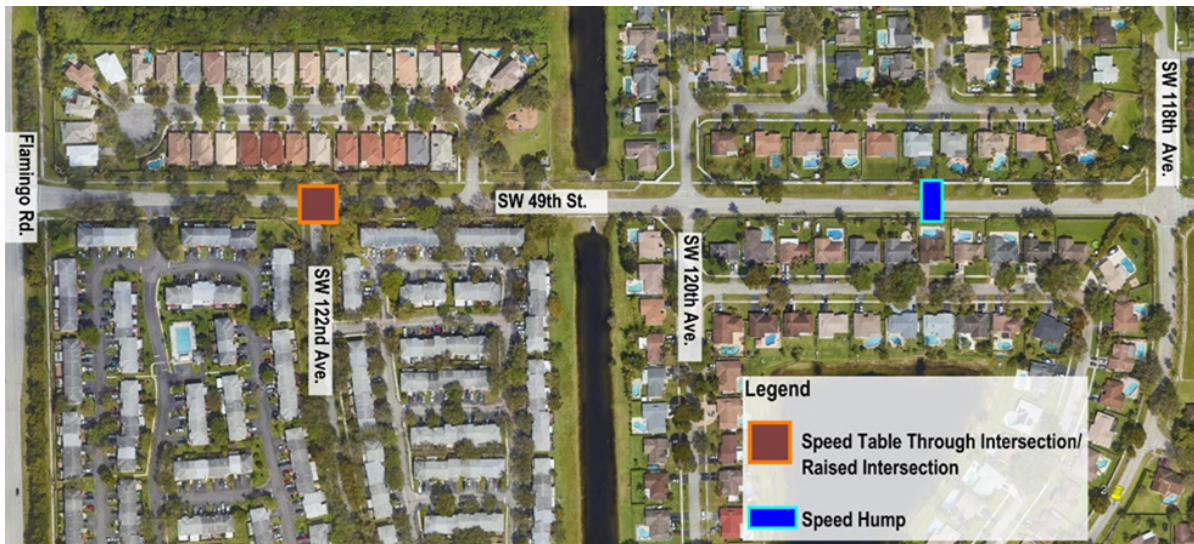 Flamingo Rd.
SW 49th St.
SW 118th Ave.
SW 122nd Ave.
SW 120th Ave.
Legend
Speed Table Through Intersection/
Raised Intersection
Speed Hump